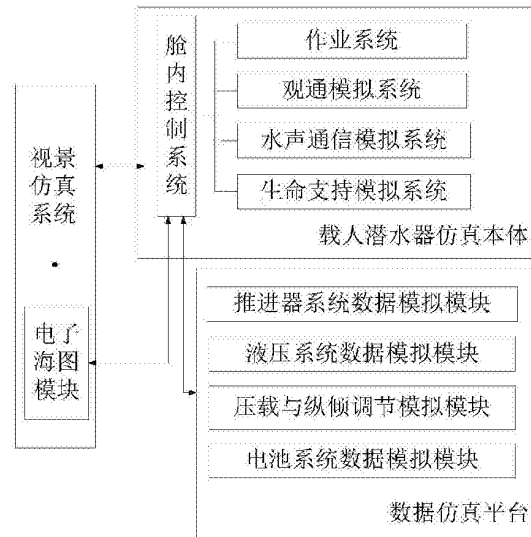 视景
仿真
系统
电子
海图
模块
舱
内
控
制
系
统
作业系统
观通模拟系统
水声通信模拟系统
生命支持模拟系统
载人潜水器仿真本体
推进器系统数据模拟模块
液压系统数据模拟模块
压载与纵倾调节模拟模块
电池系统数据模拟模块
数据仿真平台